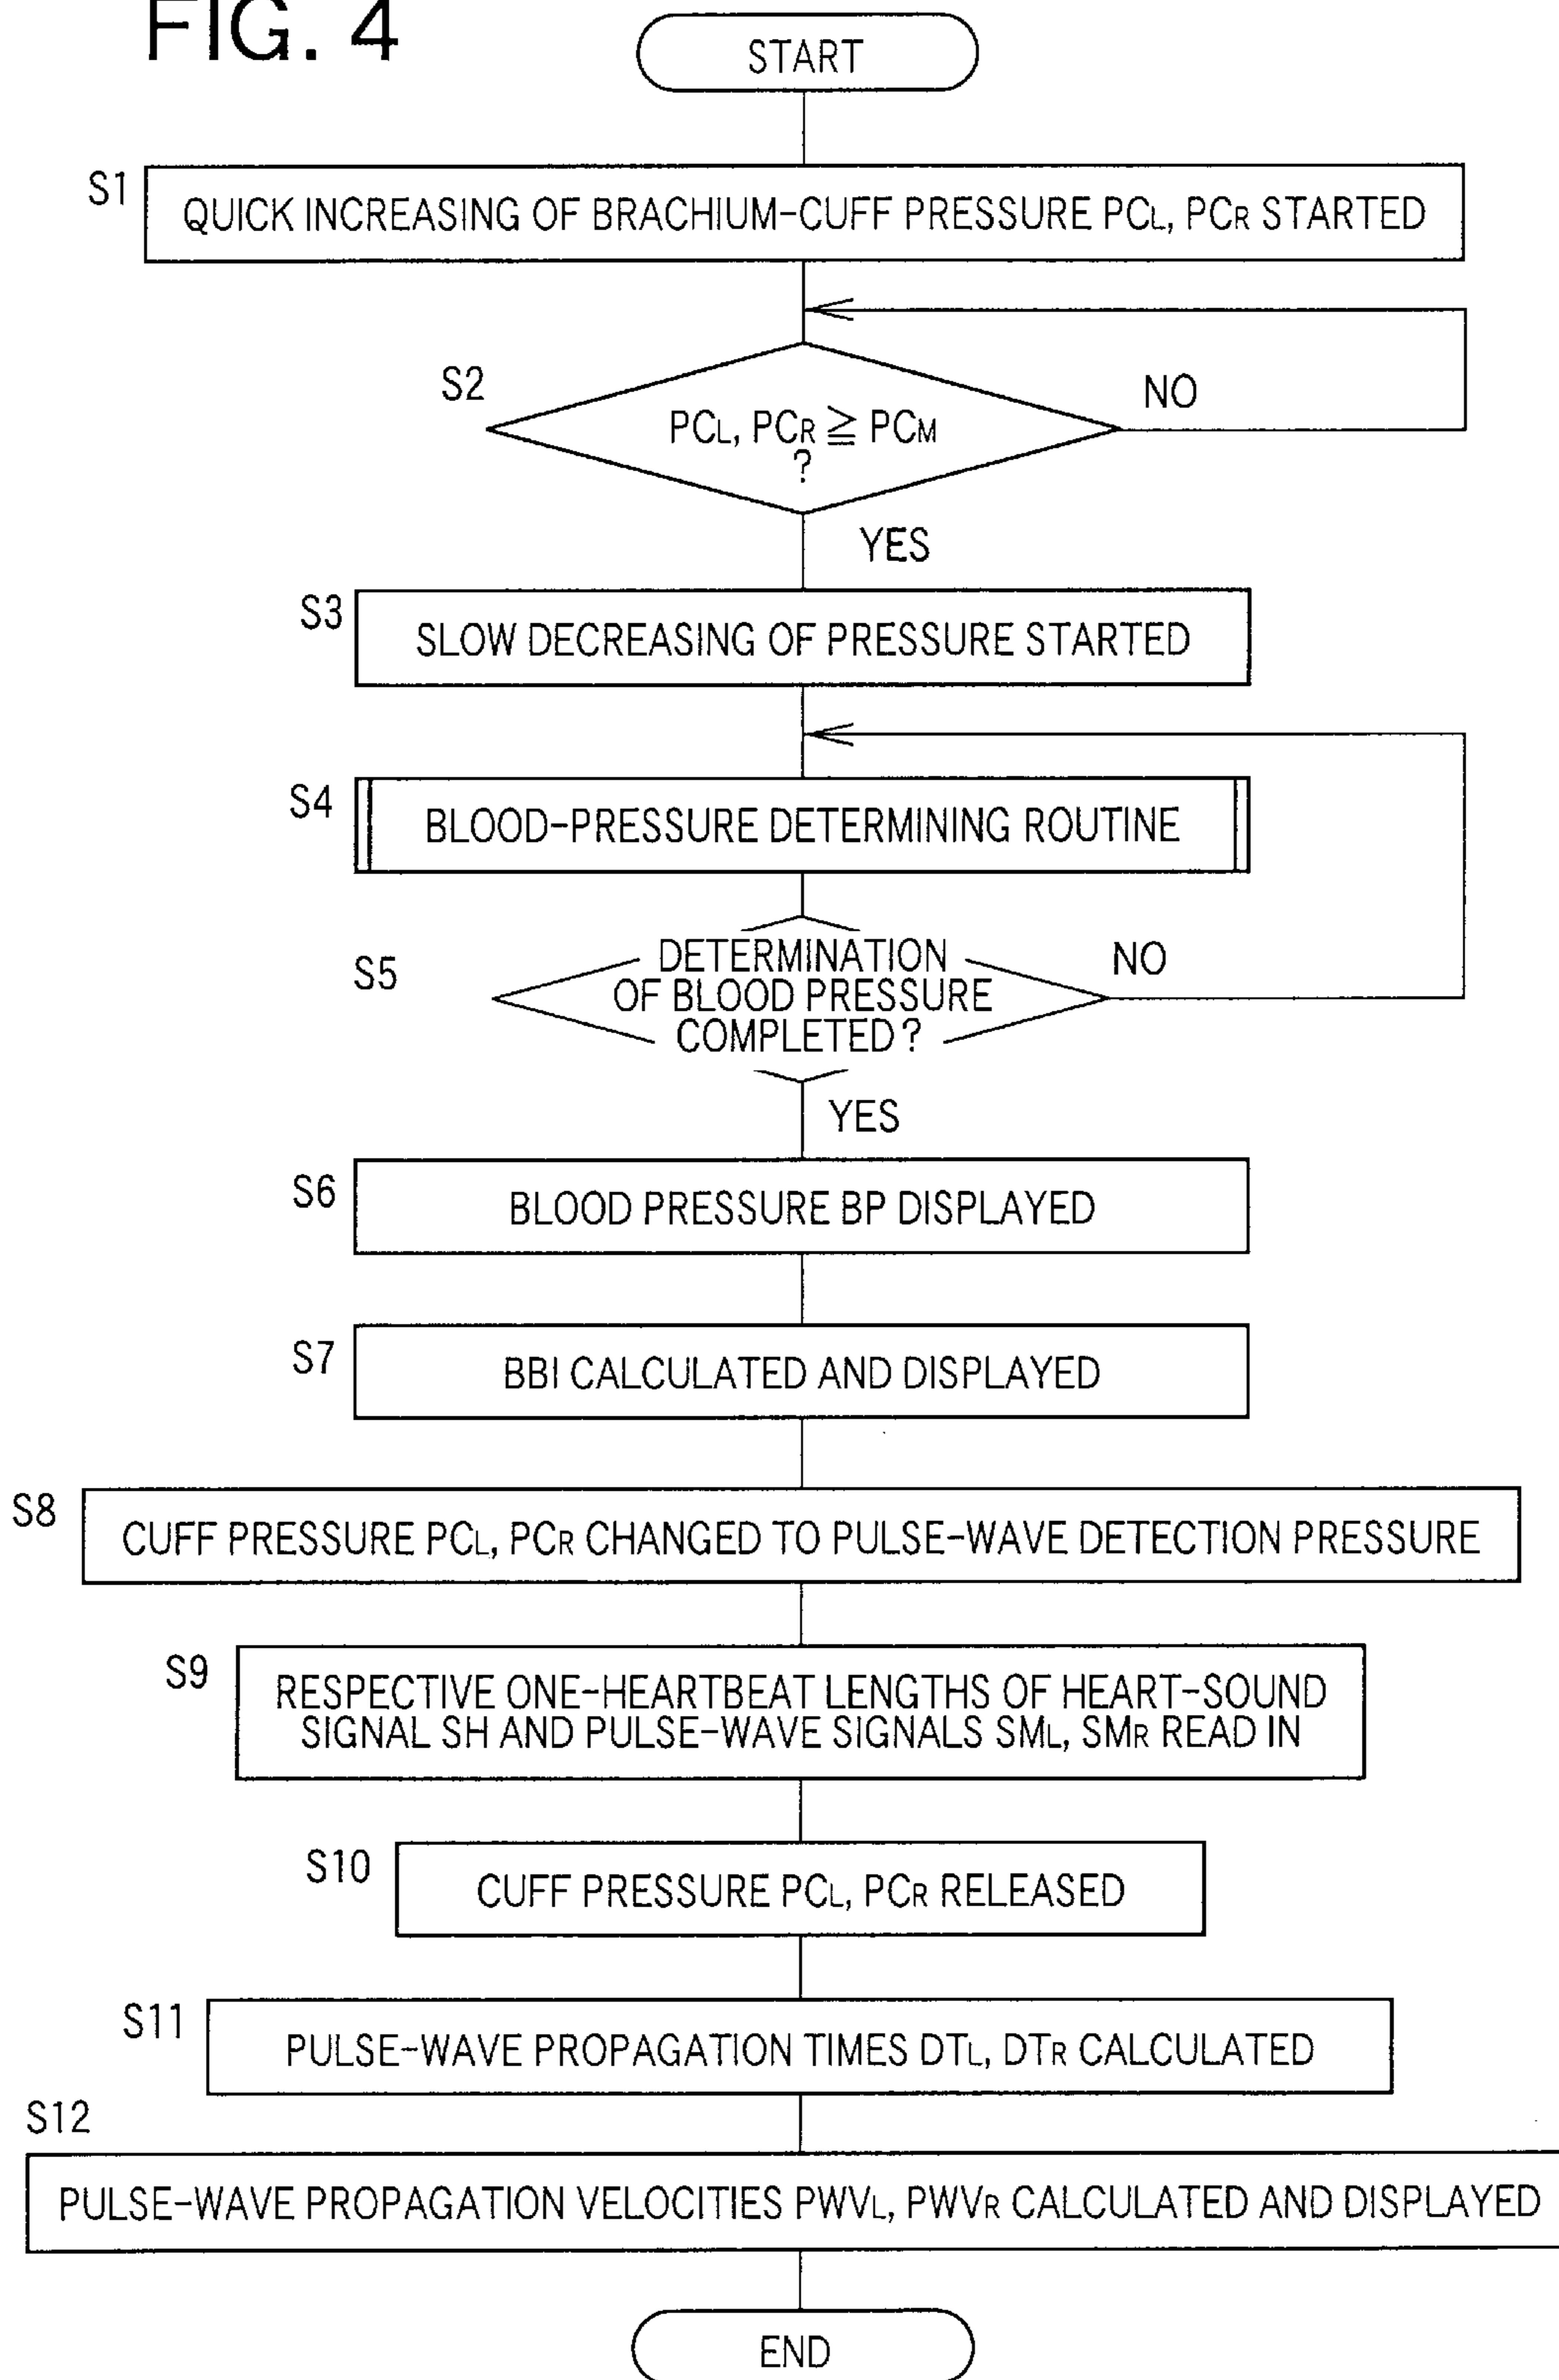 FIG. 4
START
S1
QUICK INCREASING OF BRACHIUM-CUFF PRESSURE PCL, PCR STARTED
S2
PCL, PCR ≧ PCM
?
NO
YES
S3
SLOW DECREASING OF PRESSURE STARTED
S4
BLOOD-PRESSURE DETERMINING ROUTINE
S5
DETERMINATION
OF BLOOD PRESSURE
COMPLETED?
NO
YES
S6
BLOOD PRESSURE BP DISPLAYED
S7
BBI CALCULATED AND DISPLAYED
S8
CUFF PRESSURE PCL, PCR CHANGED TO PULSE-WAVE DETECTION PRESSURE
S9
RESPECTIVE ONE-HEARTBEAT LENGTHS OF HEART-SOUND
SIGNAL SH AND PULSE-WAVE SIGNALS SML, SMR READ IN
S10
CUFF PRESSURE PCL, PCR RELEASED
S11
PULSE-WAVE PROPAGATION TIMES DTL, DTR CALCULATED
S12
PULSE-WAVE PROPAGATION VELOCITIES PWVL, PWVR CALCULATED AND DISPLAYED
END